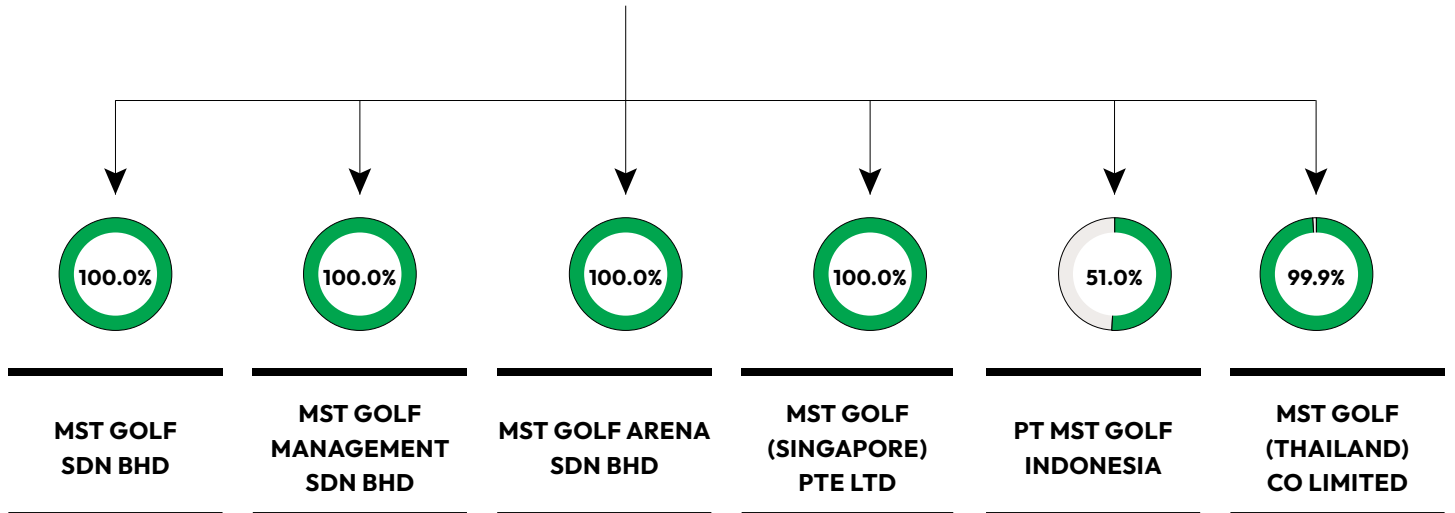 100.0%
100.0%
100.0%
100.0%
51.0%
99.9%
MST GOLF
SDN BHD
MST GOLF
MANAGEMENT
SDN BHD
MST GOLF ARENA
SDN BHD
MST GOLF
(SINGAPORE)
PTE LTD
PT MST GOLF
INDONESIA
MST GOLF
(THAILAND)
CO LIMITED